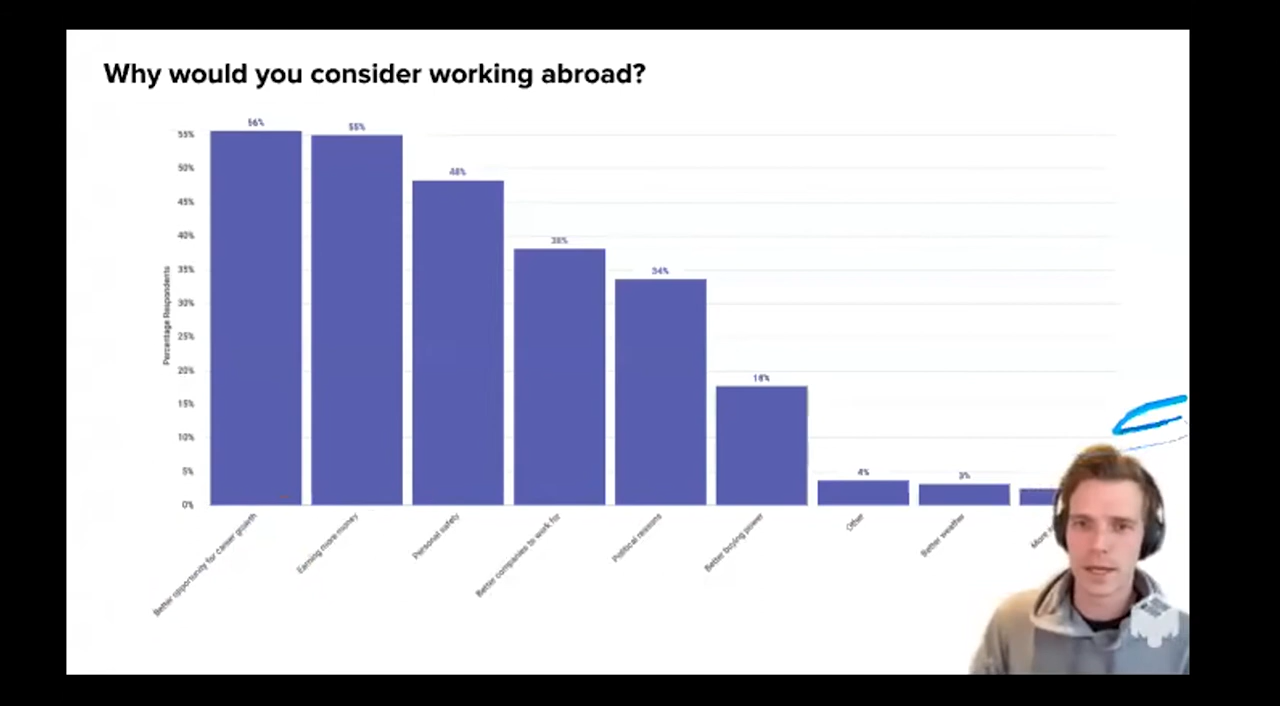 Why would you consider working abroad?
56%
55%
48%
38%
34%
18%
4%
3%
55%
50%
45%
40%
35%
30%
25%
20%
15%
10%
5%
0%
Percentage Respondents
Better opportunity for career growth
Earning more money
Personal safety
Better companies to work for
Political reasons
Better buying power
Other
Better weather
More